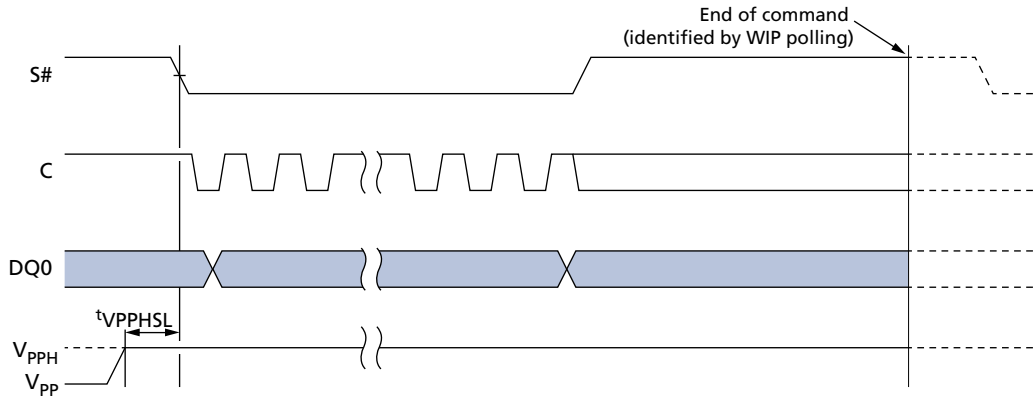 End of command
(identified by WIP polling)
S#
C
DQ0
tVPPHSL
VPPH
VPP